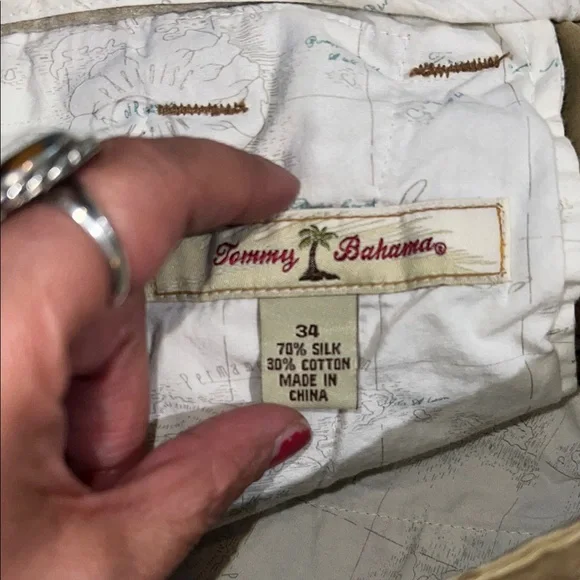 Tommy Bahama®
34
70% SILK
30% COTTON
MADE IN
CHINA